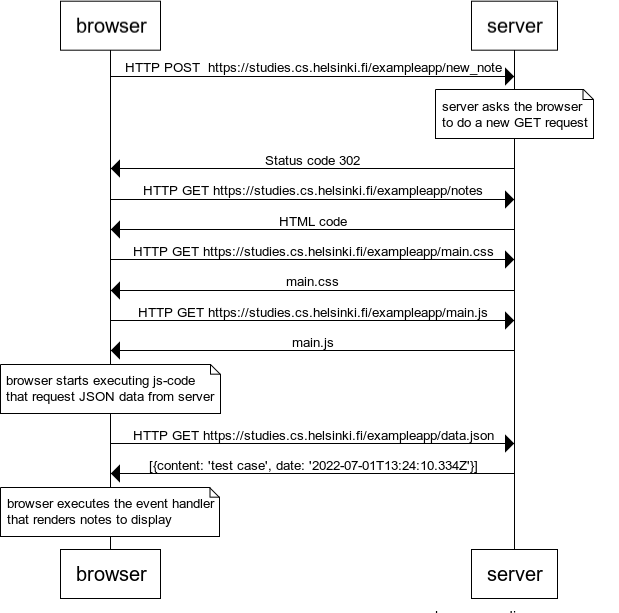 browser
server
HTTP POST  https://studies.cs.helsinki.fi/exampleapp/new_note
server asks the browser
to do a new GET request
Status code 302
HTTP GET https://studies.cs.helsinki.fi/exampleapp/notes
HTML code
HTTP GET https://studies.cs.helsinki.fi/exampleapp/main.css
main.css
HTTP GET https://studies.cs.helsinki.fi/exampleapp/main.js
main.js
browser starts executing js-code
that request JSON data from server
HTTP GET https://studies.cs.helsinki.fi/exampleapp/data.json
[{content: 'test case', date: '2022-07-01T13:24:10.334Z'}]
browser executes the event handler
that renders notes to display
browser
server